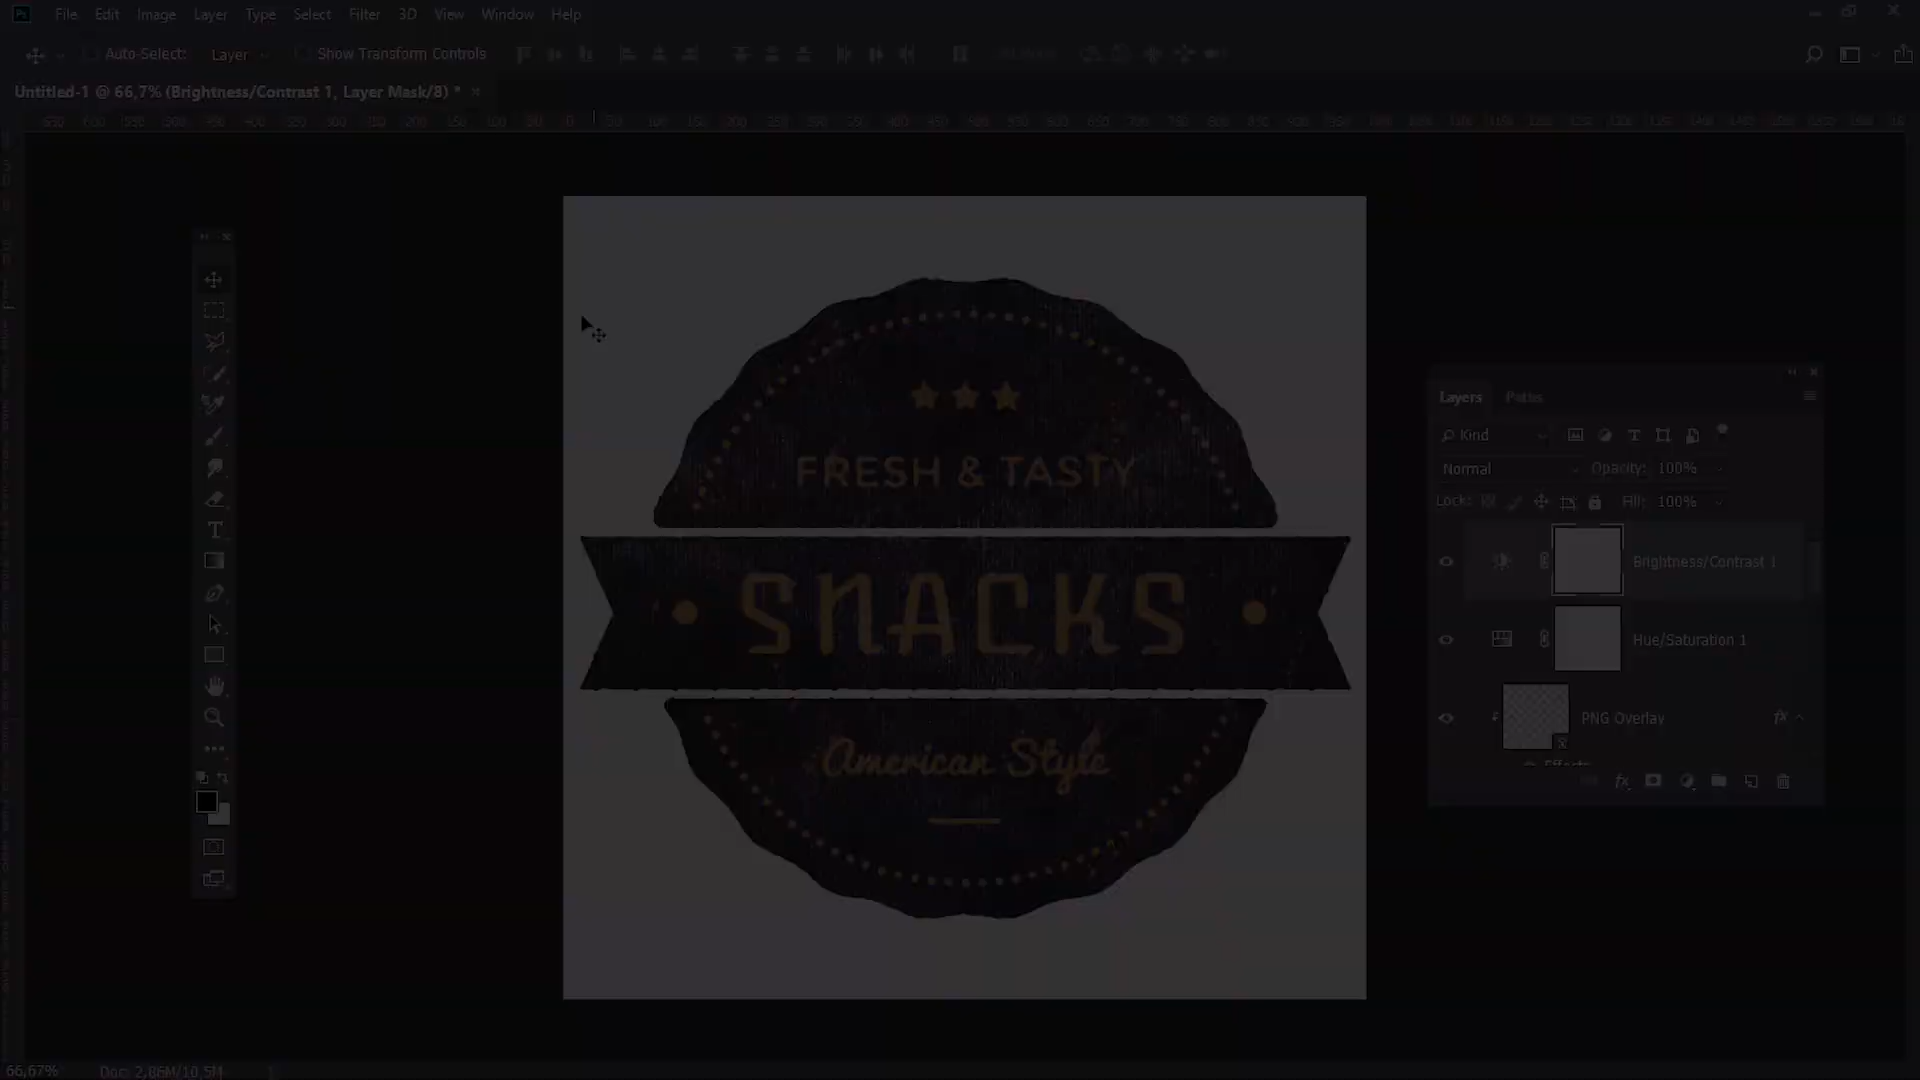 Ps File Edit Image Layer Type Select Filter 3D View Window Help
Auto-Select: Layer Show Transform Controls
Untitled-1 @ 66,7% (Brightness/Contrast 1, Layer Mask/8) *
FRESH & TASTY
SNACKS
American Style
Layers Paths
Kind
Normal Opacity: 100%
Lock: Fill: 100%
Brightness/Contrast 1
Hue/Saturation 1
PNG Overlay fx
Effects
fx
66,67% Doc: 2,86M/10,5M